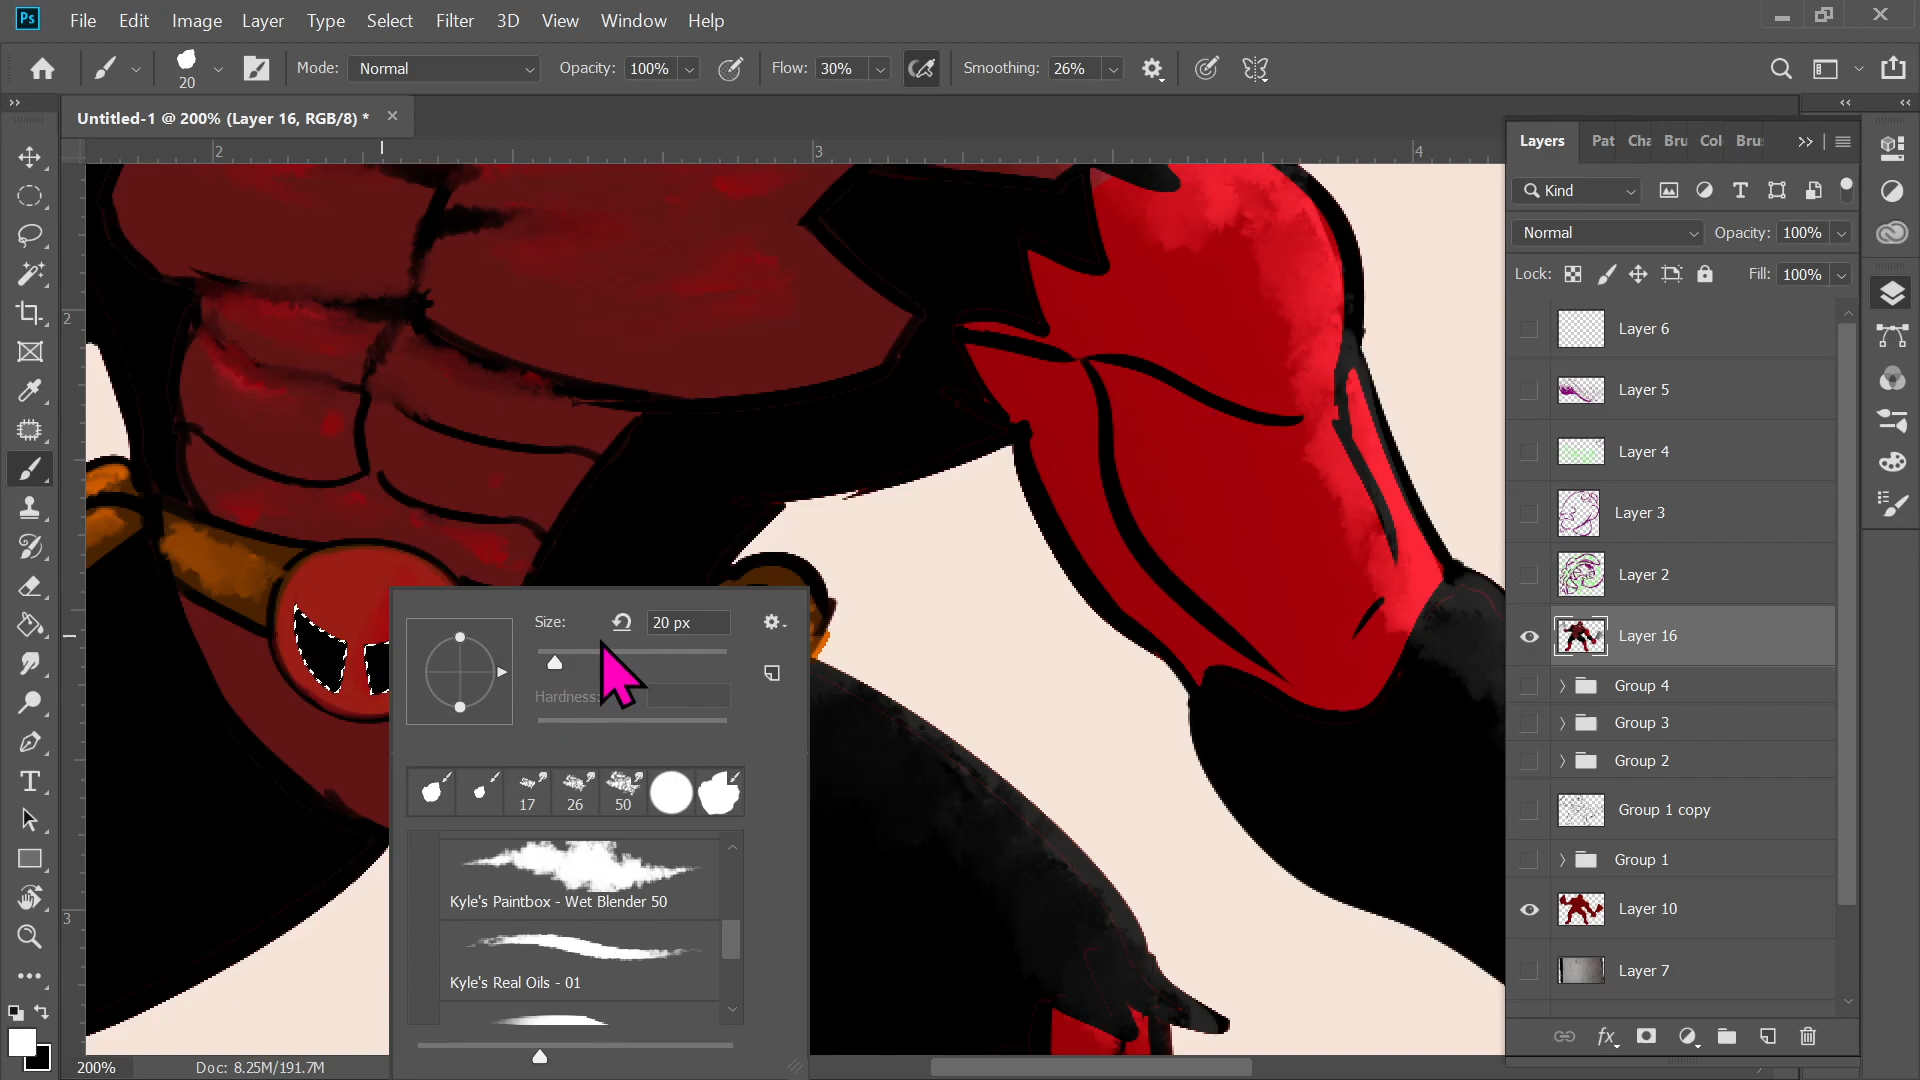 Ps File Edit Image Layer Type Select Filter 3D View Window Help
20 Mode: Normal Opacity: 100% Flow: 30% Smoothing: 26%
Untitled-1 @ 200% (Layer 16, RGB/8) *
2 3 4
2
3
Layers Pat Cha Bru Col Bru
Kind
Normal Opacity: 100%
Lock: Fill: 100%
Layer 6
Layer 5
Layer 4
Layer 3
Layer 2
Layer 16
Group 4
Group 3
Group 2
Group 1 copy
Group 1
Layer 10
Layer 7
Size: 20 px
Hardness:
17 26 50
Kyle's Paintbox - Wet Blender 50
Kyle's Real Oils - 01
T
fx
200% Doc: 8.25M/191.7M